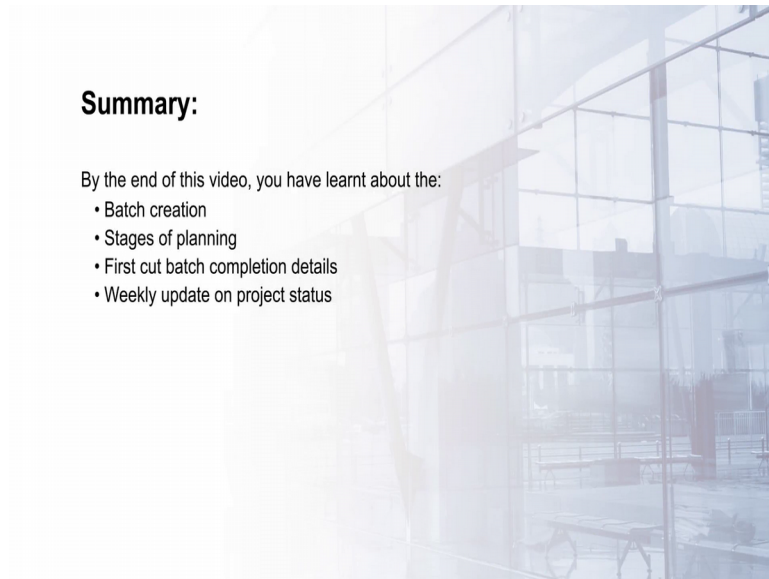 Summary:
By the end of this video, you have learnt about the:
• Batch creation
• Stages of planning
• First cut batch completion details
• Weekly update on project status